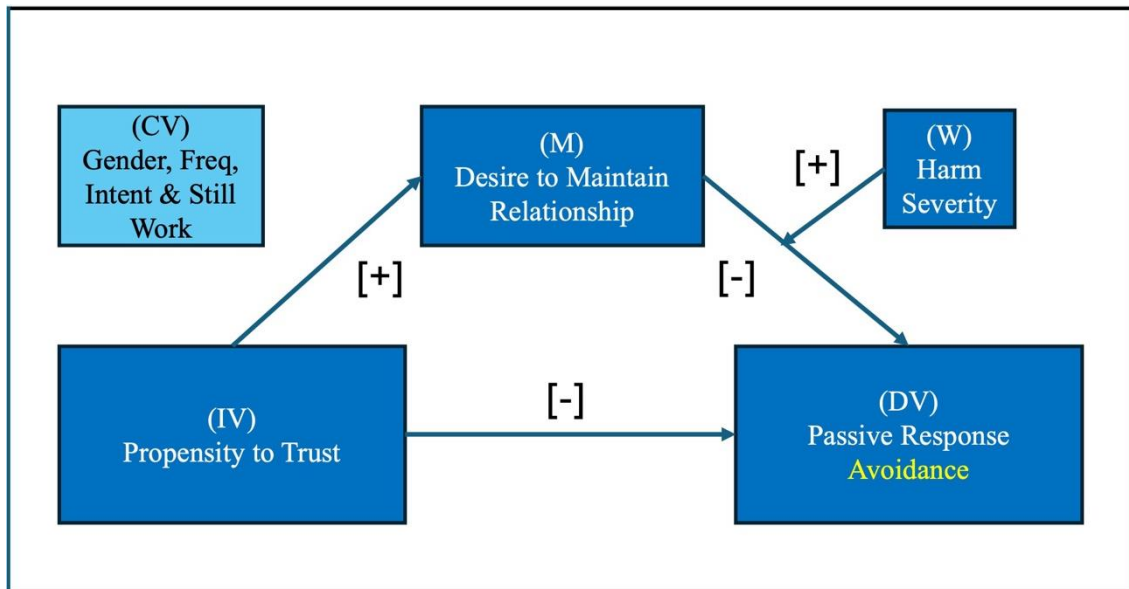 (CV)
Gender, Freq,
Intent & Still
Work
(M)
Desire to Maintain
Relationship
[+]
(W)
Harm
Severity
[+]
[-]
(IV)
Propensity to Trust
[-]
(DV)
Passive Response
Avoidance